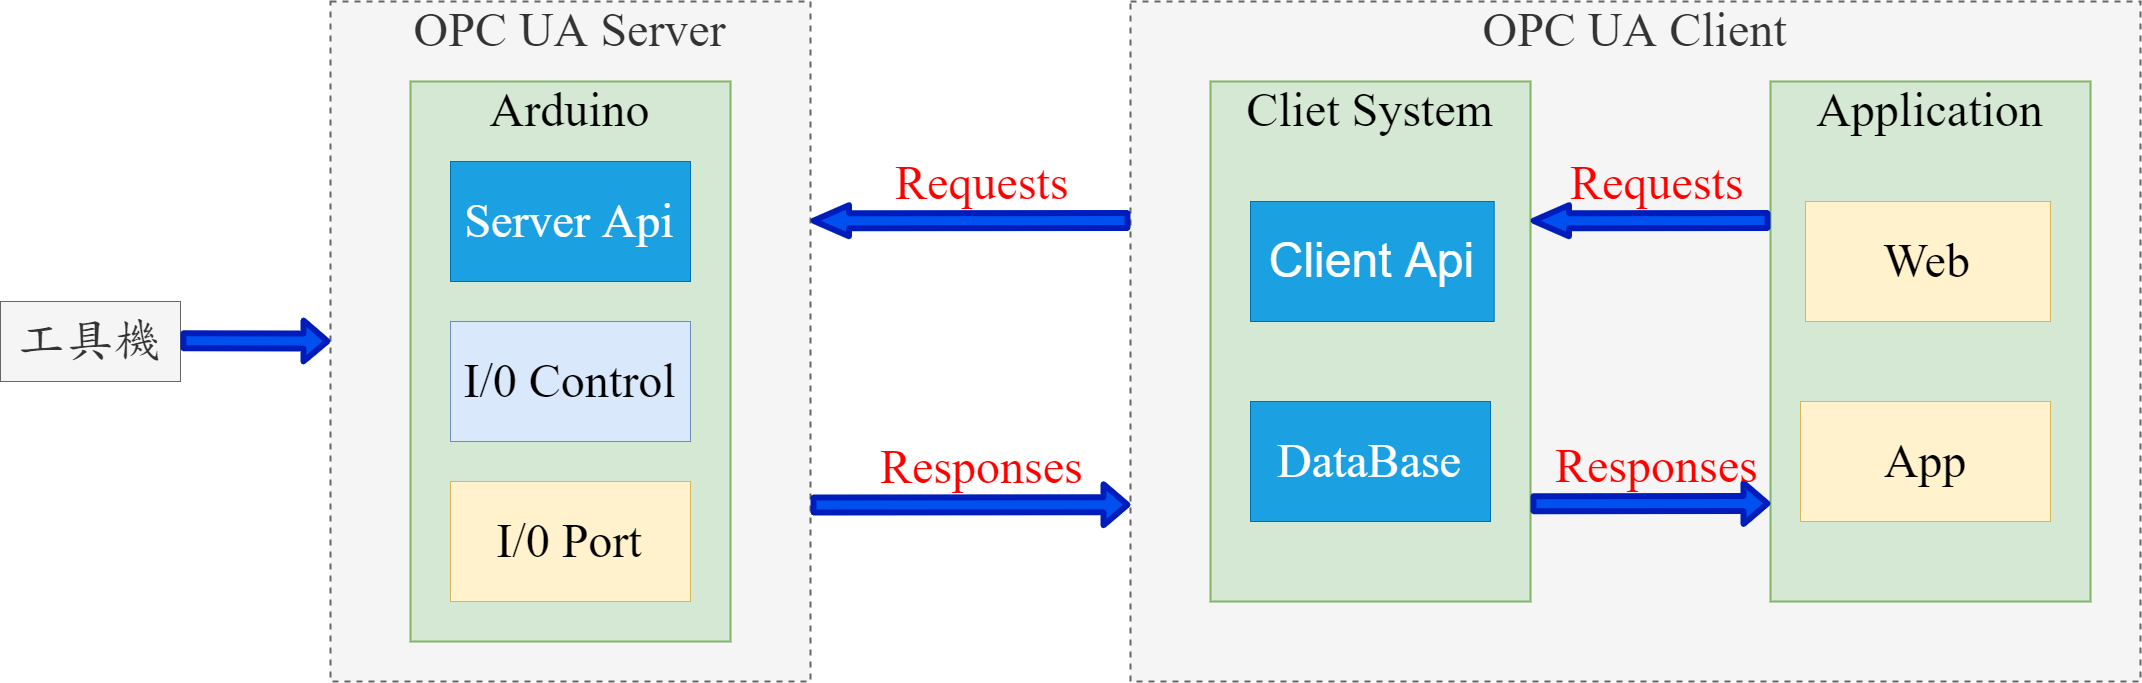 工具機
OPC UA Server
Arduino
Server Api
I/0 Control
I/0 Port
Requests
Responses
OPC UA Client
Cliet System
Client Api
DataBase
Requests
Responses
Application
Web
App